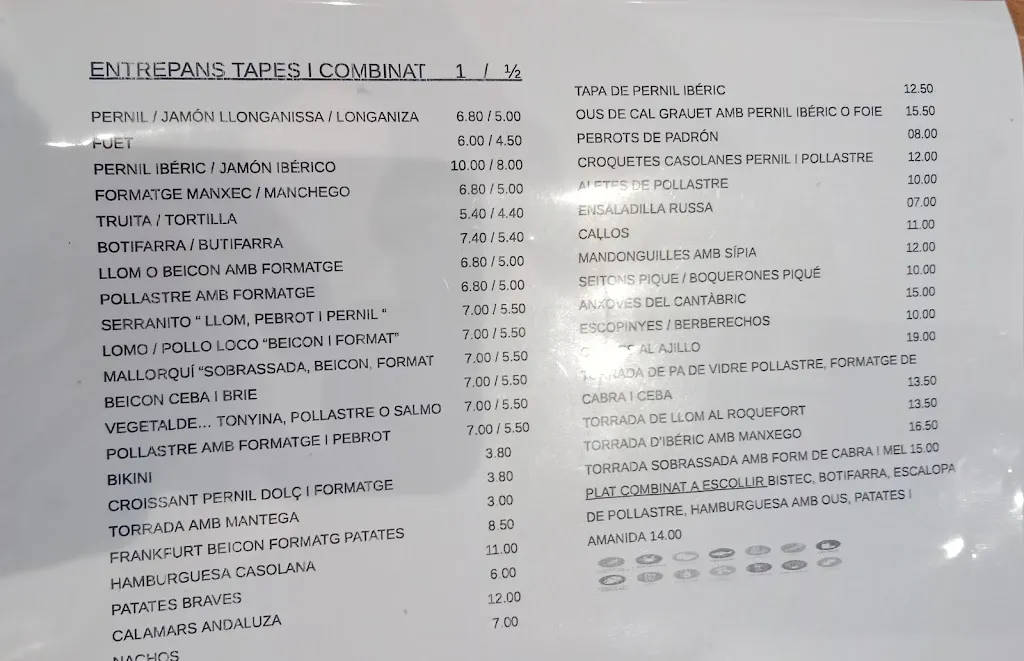 ENTREPANS TAPES I COMBINAT 1 / ½
PERNIL / JAMÓN LLONGANISSA / LONGANIZA 6.80 / 5.00
FUET 6.00 / 4.50
PERNIL IBÉRIC / JAMÓN IBÉRICO 10.00 / 8.00
FORMATGE MANXEC / MANCHEGO 6.80 / 5.00
TRUITA / TORTILLA 5.40 / 4.40
BOTIFARRA / BUTIFARRA 7.40 / 5.40
LLOM O BEICON AMB FORMATGE 6.80 / 5.00
POLLASTRE AMB FORMATGE 6.80 / 5.00
SERRANITO “ LLOM, PEBROT I PERNIL “ 7.00 / 5.50
LOMO / POLLO LOCO “BEICON I FORMAT” 7.00 / 5.50
MALLORQUÍ “SOBRASSADA, BEICON, FORMAT 7.00 / 5.50
BEICON CEBA I BRIE 7.00 / 5.50
VEGETALDE... TONYINA, POLLASTRE O SALMO 7.00 / 5.50
POLLASTRE AMB FORMATGE I PEBROT 7.00 / 5.50
BIKINI 3.80
CROISSANT PERNIL DOLÇ I FORMATGE 3.80
TORRADA AMB MANTEGA 3.00
FRANKFURT BEICON FORMATG PATATES 8.50
HAMBURGUESA CASOLANA 11.00
PATATES BRAVES 6.00
CALAMARS ANDALUZA 12.00
NACHOS 7.00
TAPA DE PERNIL IBÉRIC 12.50
OUS DE CAL GRAUET AMB PERNIL IBÉRIC O FOIE 15.50
PEBROTS DE PADRÓN 08.00
CROQUETES CASOLANES PERNIL I POLLASTRE 12.00
ALETES DE POLLASTRE 10.00
ENSALADILLA RUSSA 07.00
CALLOS 11.00
MANDONGUILLES AMB SÍPIA 12.00
SEITONS PIQUE / BOQUERONES PIQUÉ 10.00
ANXOVES DEL CANTÀBRIC 15.00
ESCOPINYES / BERBERECHOS 10.00
AL AJILLO 19.00
TORRADA DE PA DE VIDRE POLLASTRE, FORMATGE DE
CABRA I CEBA 13.50
TORRADA DE LLOM AL ROQUEFORT 13.50
TORRADA D'IBÉRIC AMB MANXEGO 16.50
TORRADA SOBRASSADA AMB FORM DE CABRA I MEL 15.00
PLAT COMBINAT A ESCOLLIR BISTEC, BOTIFARRA, ESCALOPA
DE POLLASTRE, HAMBURGUESA AMB OUS, PATATES I
AMANIDA 14.00